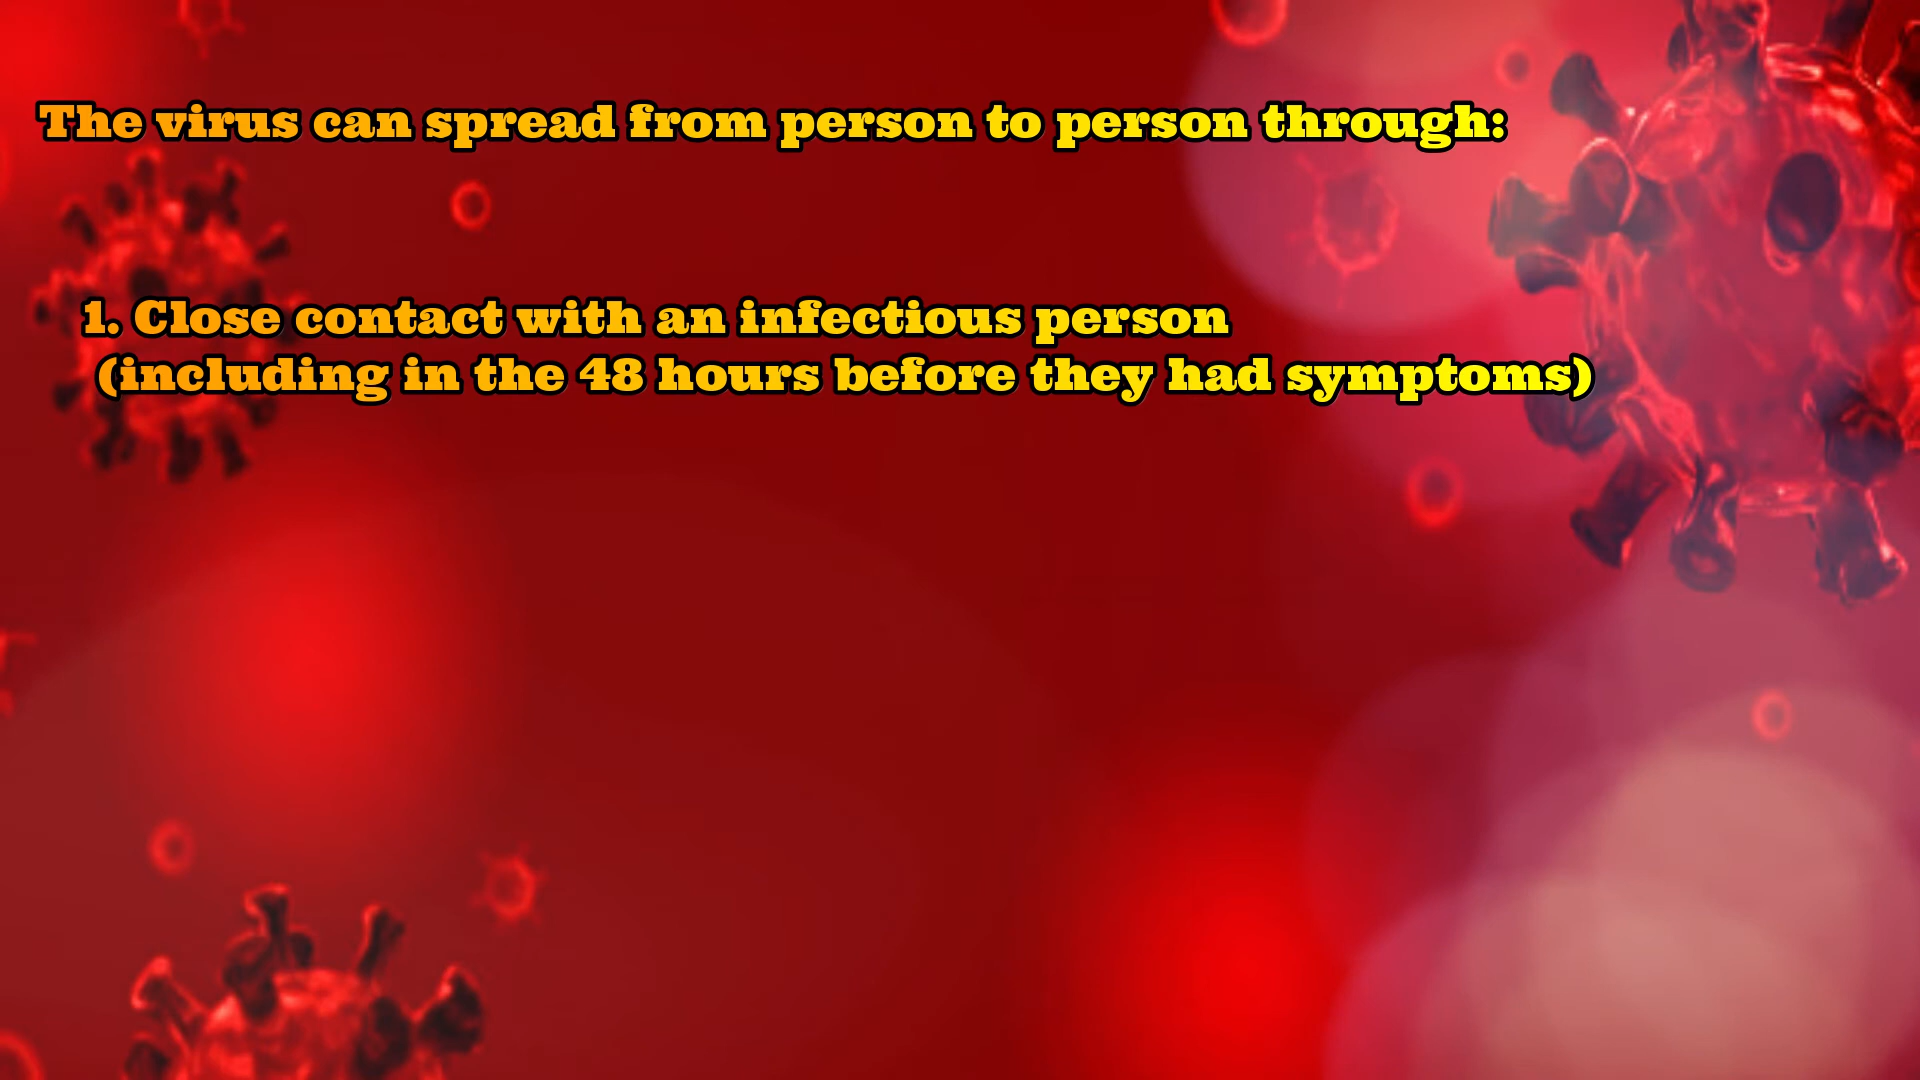 The virus can spread from person to person through:
1. Close contact with an infectious person
(including in the 48 hours before they had symptoms)